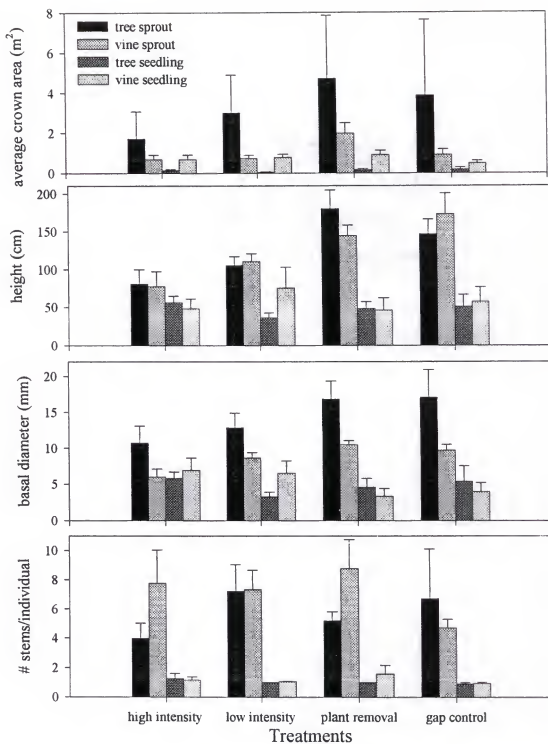 tree sprout
vine sprout
tree seedling
vine seedling
average crown area (m²)
8
6
4
2
0
height (cm)
200
150
100
50
0
basal diameter (mm)
20
15
10
5
0
# stems/individual
10
8
6
4
2
0
high intensity low intensity plant removal gap control
Treatments